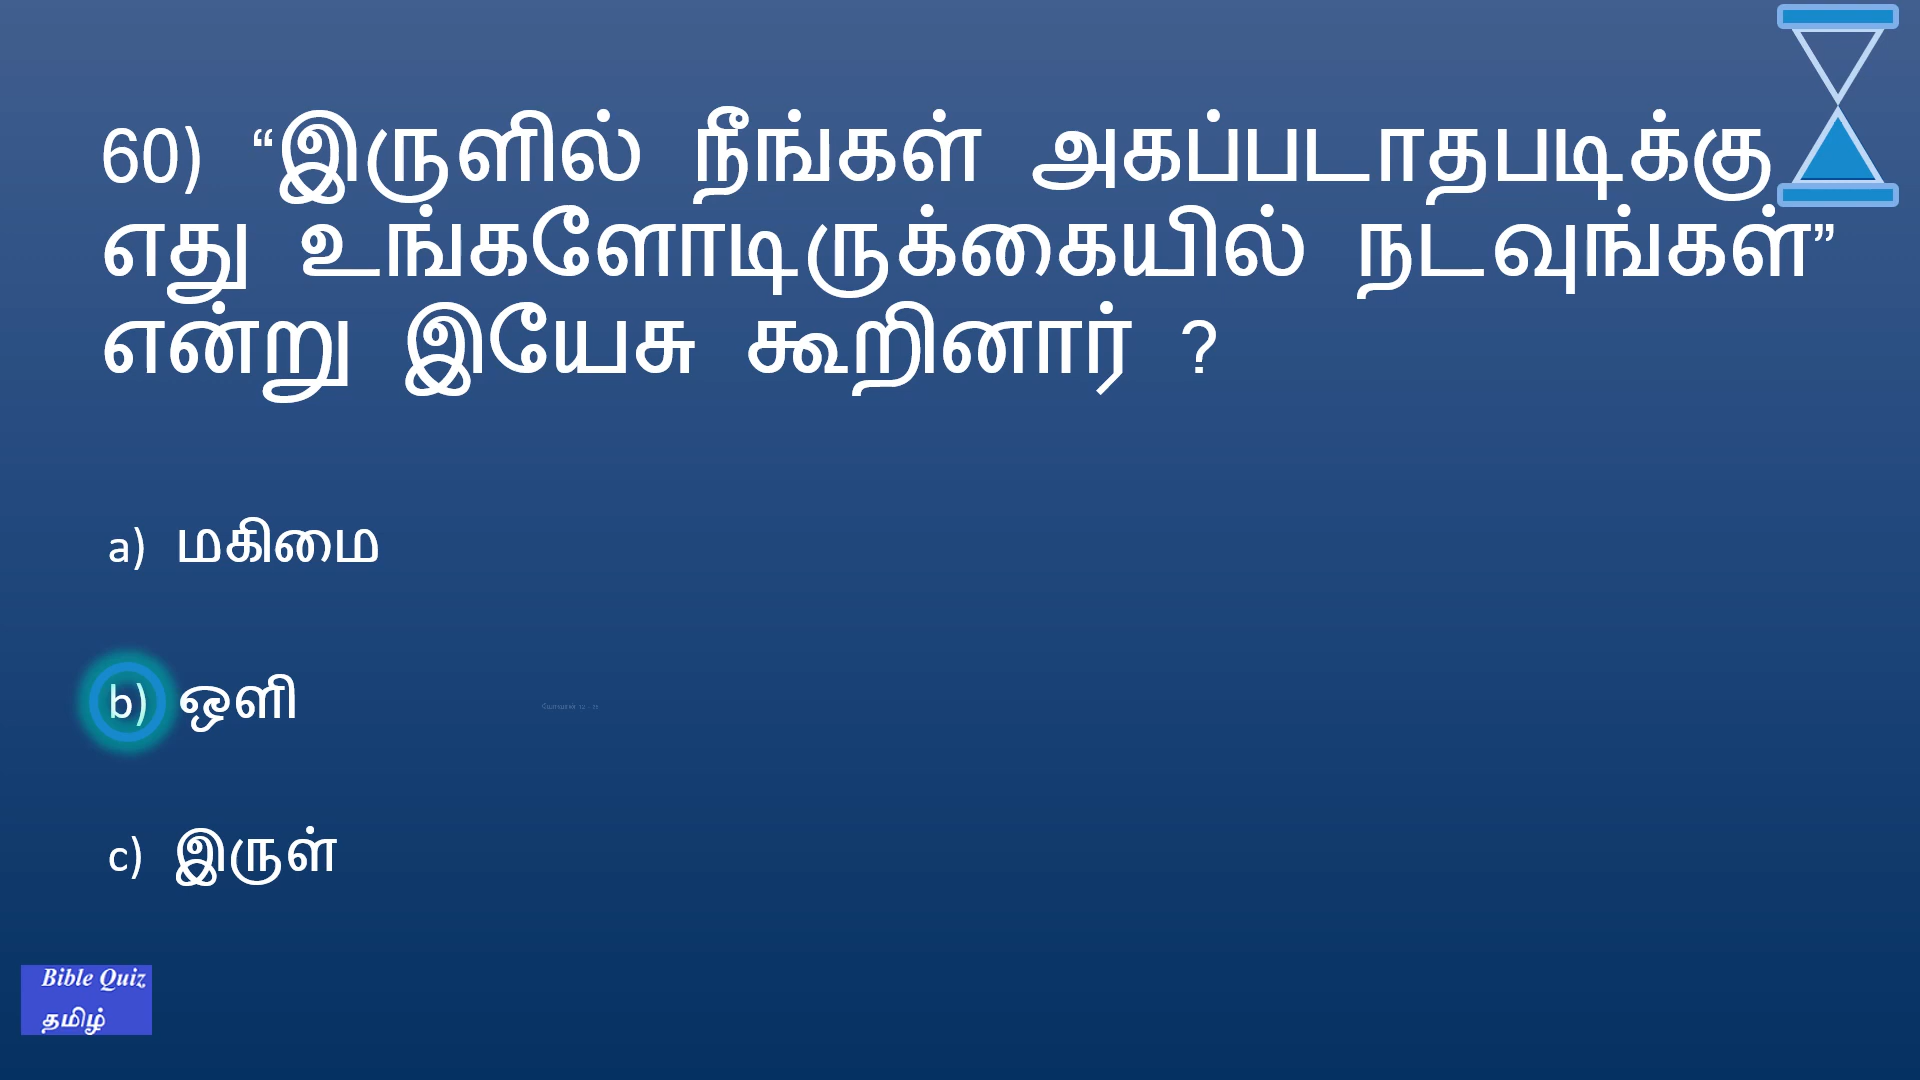 60) “இருளில் நீங்கள் அகப்படாதபடிக்கு
எது உங்களோடிருக்கையில் நடவுங்கள்”
என்று இயேசு கூறினார் ?
a) மகிமை
b) ஒளி
c) இருள்
Bible Quiz
தமிழ்